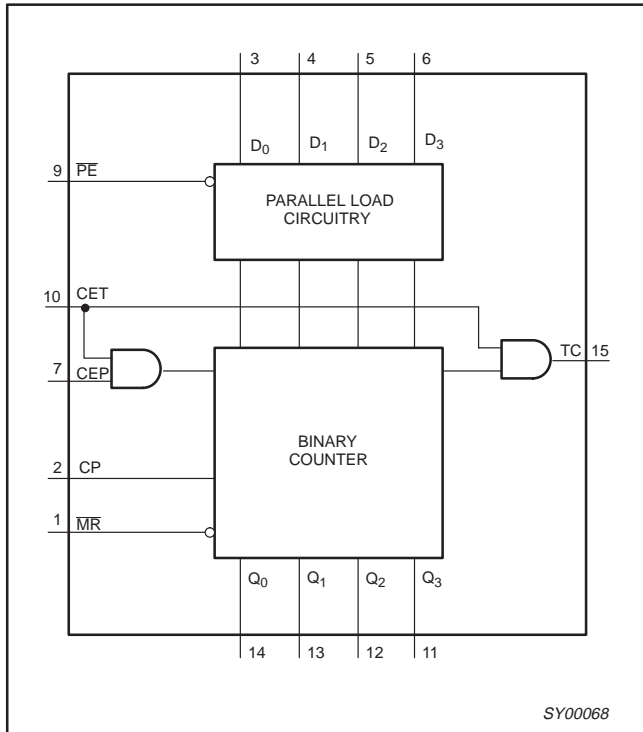 3 4 5 6
D0 D1 D2 D3
9 PE
PARALLEL LOAD
CIRCUITRY
10 CET
7 CEP
TC 15
BINARY
COUNTER
2 CP
1 MR
Q0 Q1 Q2 Q3
14 13 12 11
SY00068